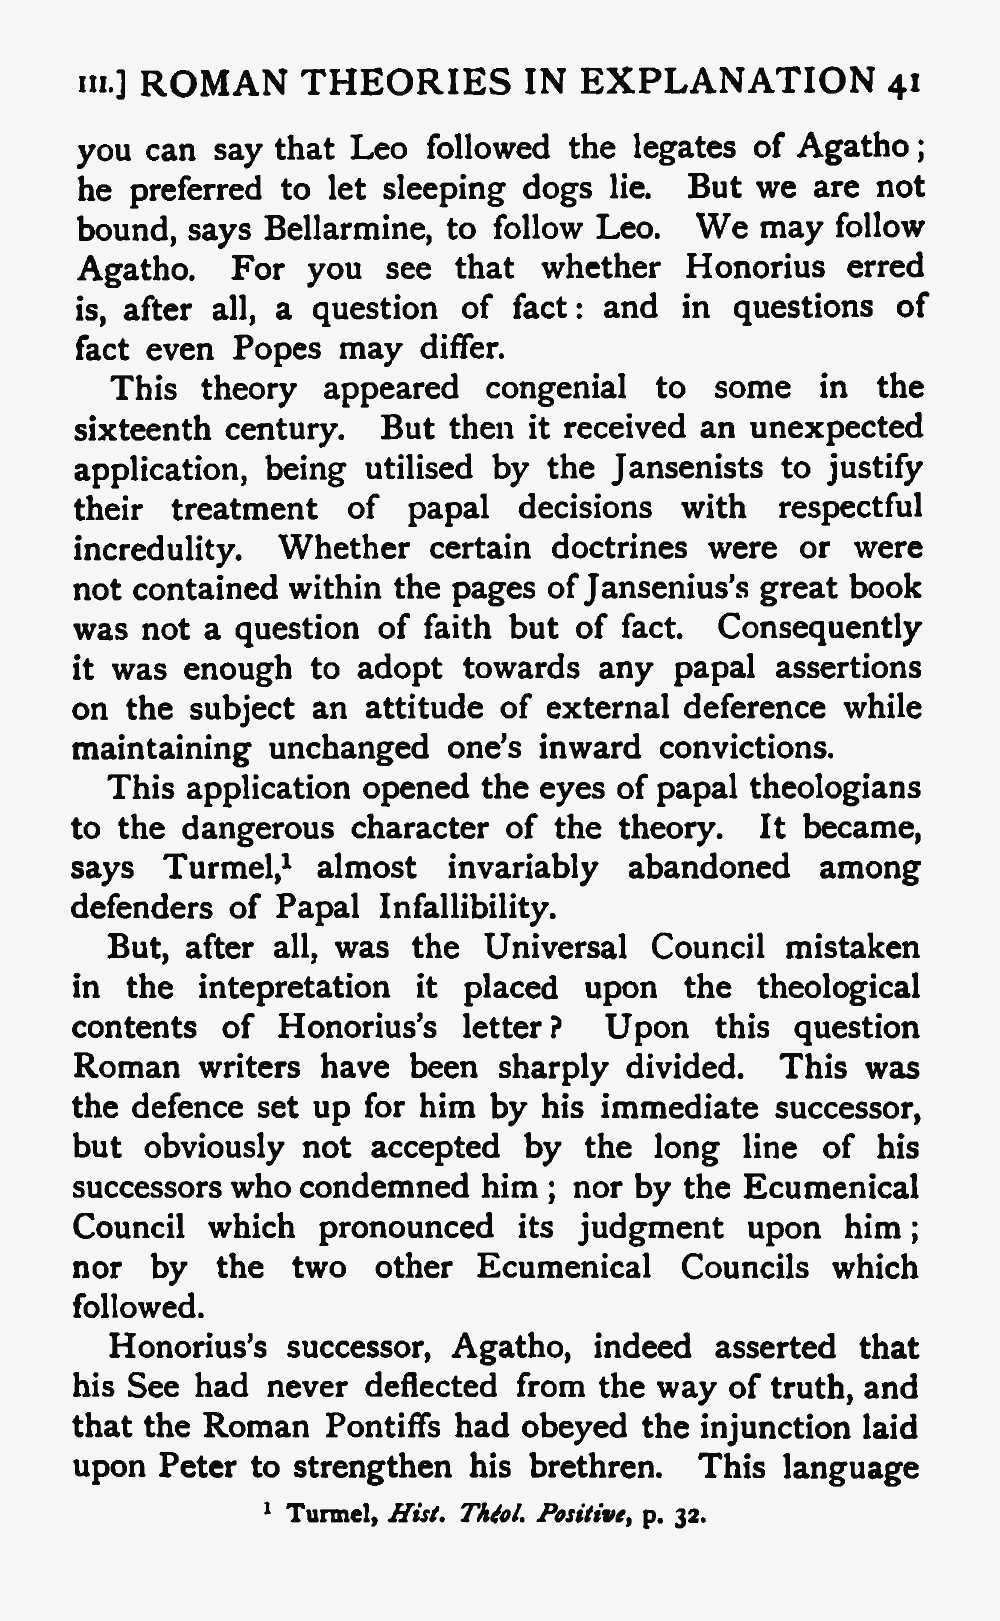 III.] ROMAN THEORIES IN EXPLANATION 41
you can say that Leo followed the legates of Agatho;
he preferred to let sleeping dogs lie. But we are not
bound, says Bellarmine, to follow Leo. We may follow
Agatho. For you see that whether Honorius erred
is, after all, a question of fact: and in questions of
fact even Popes may differ.
This theory appeared congenial to some in the
sixteenth century. But then it received an unexpected
application, being utilised by the Jansenists to justify
their treatment of papal decisions with respectful
incredulity. Whether certain doctrines were or were
not contained within the pages of Jansenius's great book
was not a question of faith but of fact. Consequently
it was enough to adopt towards any papal assertions
on the subject an attitude of external deference while
maintaining unchanged one's inward convictions.
This application opened the eyes of papal theologians
to the dangerous character of the theory. It became,
says Turmel,¹ almost invariably abandoned among
defenders of Papal Infallibility.
But, after all, was the Universal Council mistaken
in the intepretation it placed upon the theological
contents of Honorius's letter? Upon this question
Roman writers have been sharply divided. This was
the defence set up for him by his immediate successor,
but obviously not accepted by the long line of his
successors who condemned him; nor by the Ecumenical
Council which pronounced its judgment upon him;
nor by the two other Ecumenical Councils which
followed.
Honorius's successor, Agatho, indeed asserted that
his See had never deflected from the way of truth, and
that the Roman Pontiffs had obeyed the injunction laid
upon Peter to strengthen his brethren. This language
¹ Turmel, Hist. Théol. Positive, p. 32.